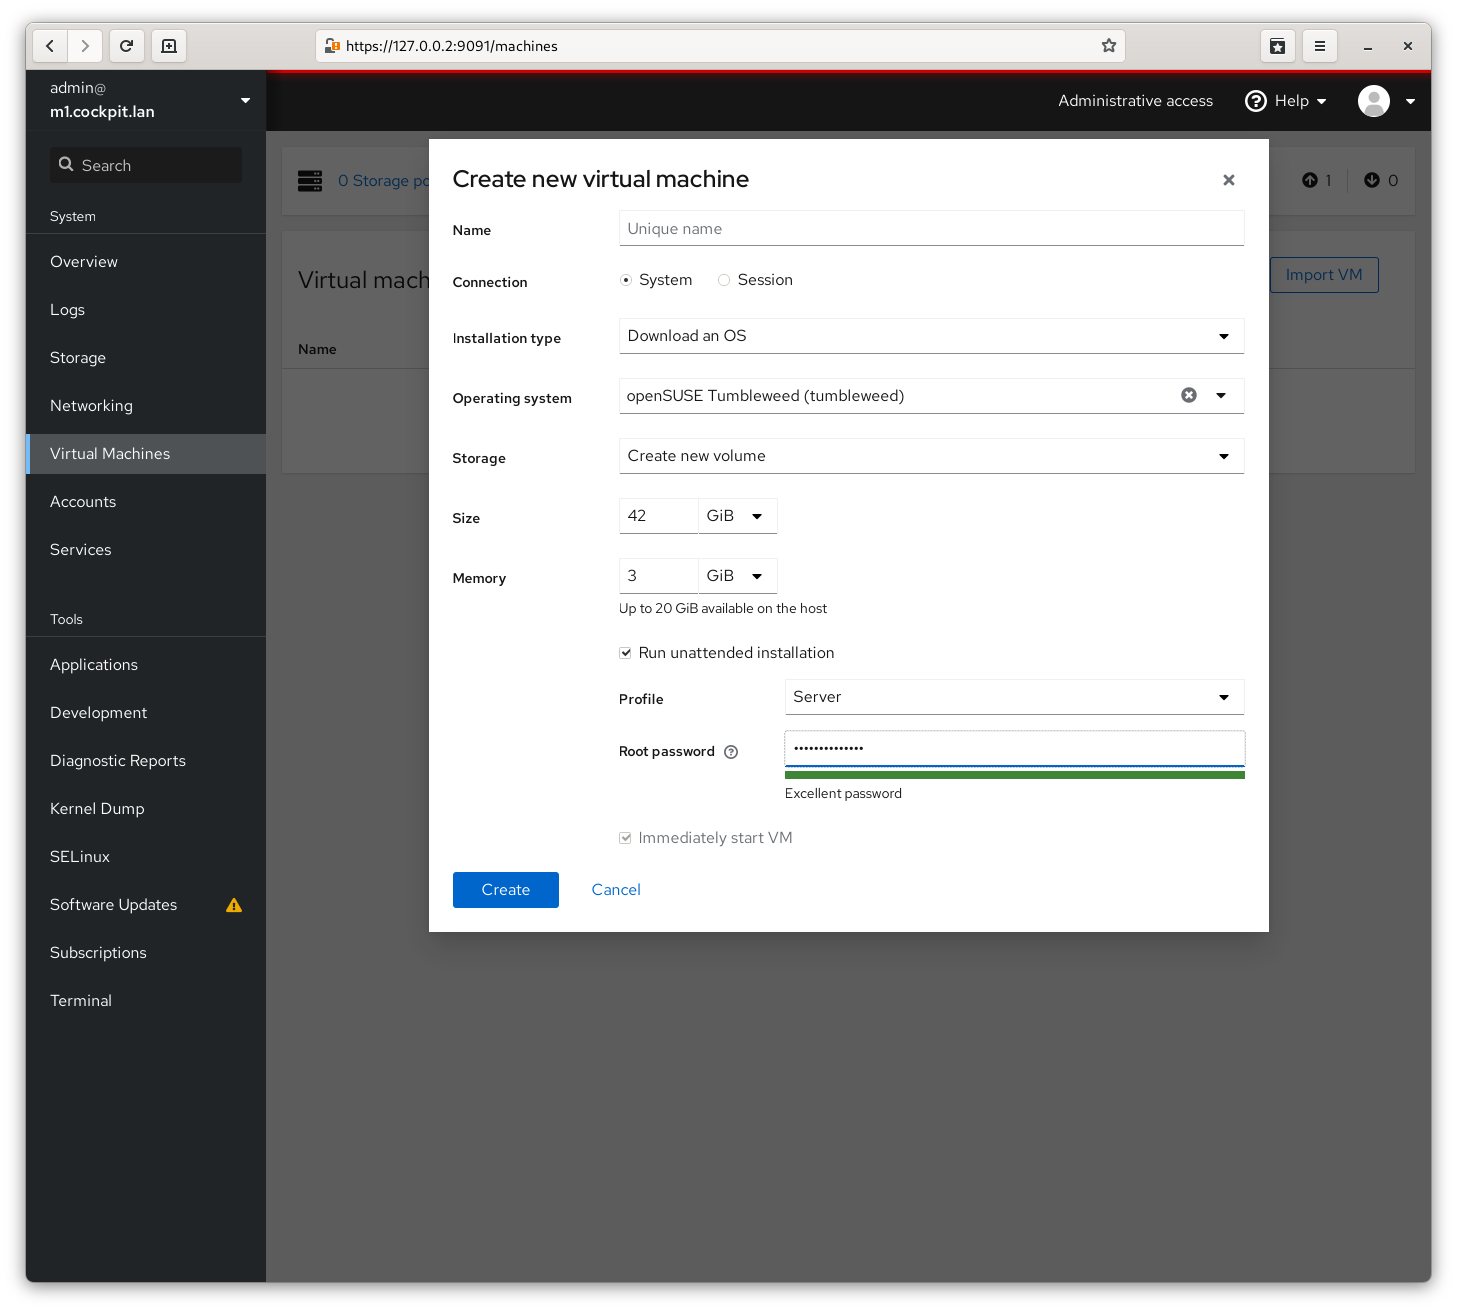 https://127.0.0.2:9091/machines
admin@
m1.cockpit.lan
Administrative access
Help
Search
System
Overview
Logs
Storage
Networking
Virtual Machines
Accounts
Services
Tools
Applications
Development
Diagnostic Reports
Kernel Dump
SELinux
Software Updates
Subscriptions
Terminal
0 Storage po
1
0
Virtual mach
Import VM
Name
Create new virtual machine
Name Unique name
Connection System Session
Installation type Download an OS
Operating system openSUSE Tumbleweed (tumbleweed)
Storage Create new volume
Size 42 GiB
Memory 3 GiB
Up to 20 GiB available on the host
Run unattended installation
Profile Server
Root password ••••••••••••••
Excellent password
Immediately start VM
Create Cancel